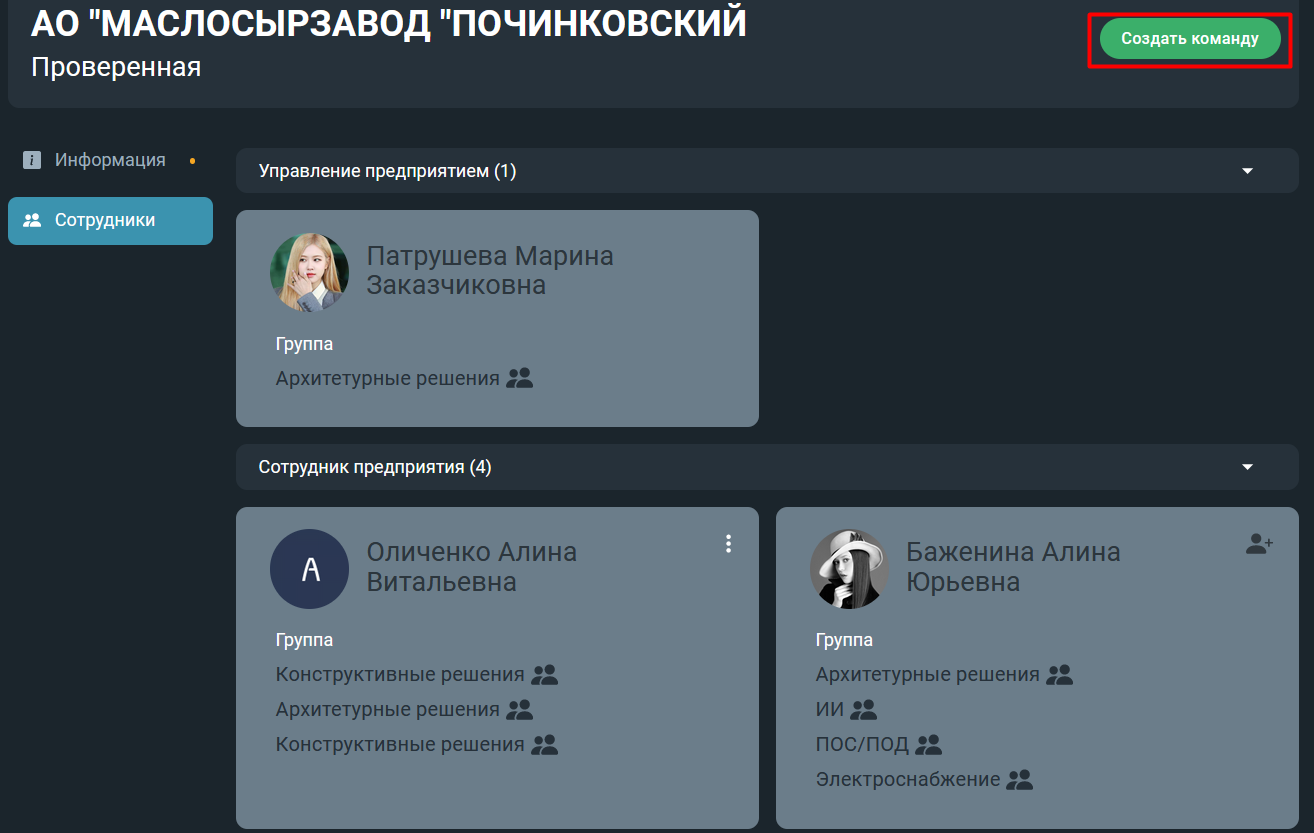 АО "МАСЛОСЫРЗАВОД "ПОЧИНКОВСКИЙ
Проверенная
Создать команду
Информация
Сотрудники
Управление предприятием (1)
Патрушева Марина
Заказчиковна
Группа
Архитетурные решения
Сотрудник предприятия (4)
А
Оличенко Алина
Витальевна
Группа
Конструктивные решения
Архитетурные решения
Конструктивные решения
Баженина Алина
Юрьевна
Группа
Архитетурные решения
ИИ
ПОС/ПОД
Электроснабжение